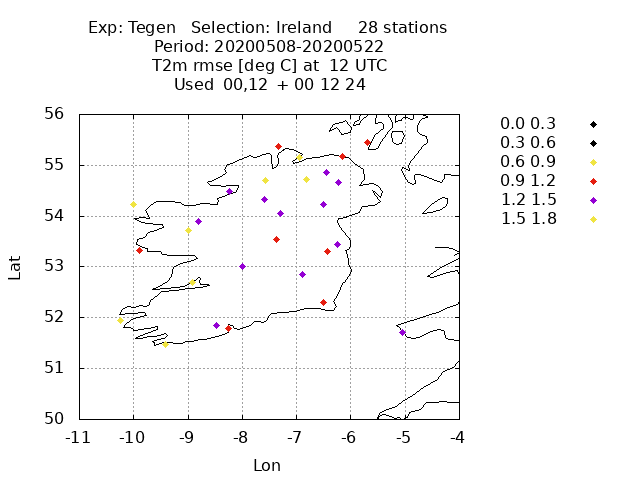 Exp: Tegen   Selection: Ireland     28 stations
Period: 20200508-20200522
T2m rmse [deg C] at  12 UTC
Used  00,12  + 00 12 24
56
55
54
53
52
51
50
-11 -10 -9 -8 -7 -6 -5 -4
Lat
Lon
0.0 0.3
0.3 0.6
0.6 0.9
0.9 1.2
1.2 1.5
1.5 1.8